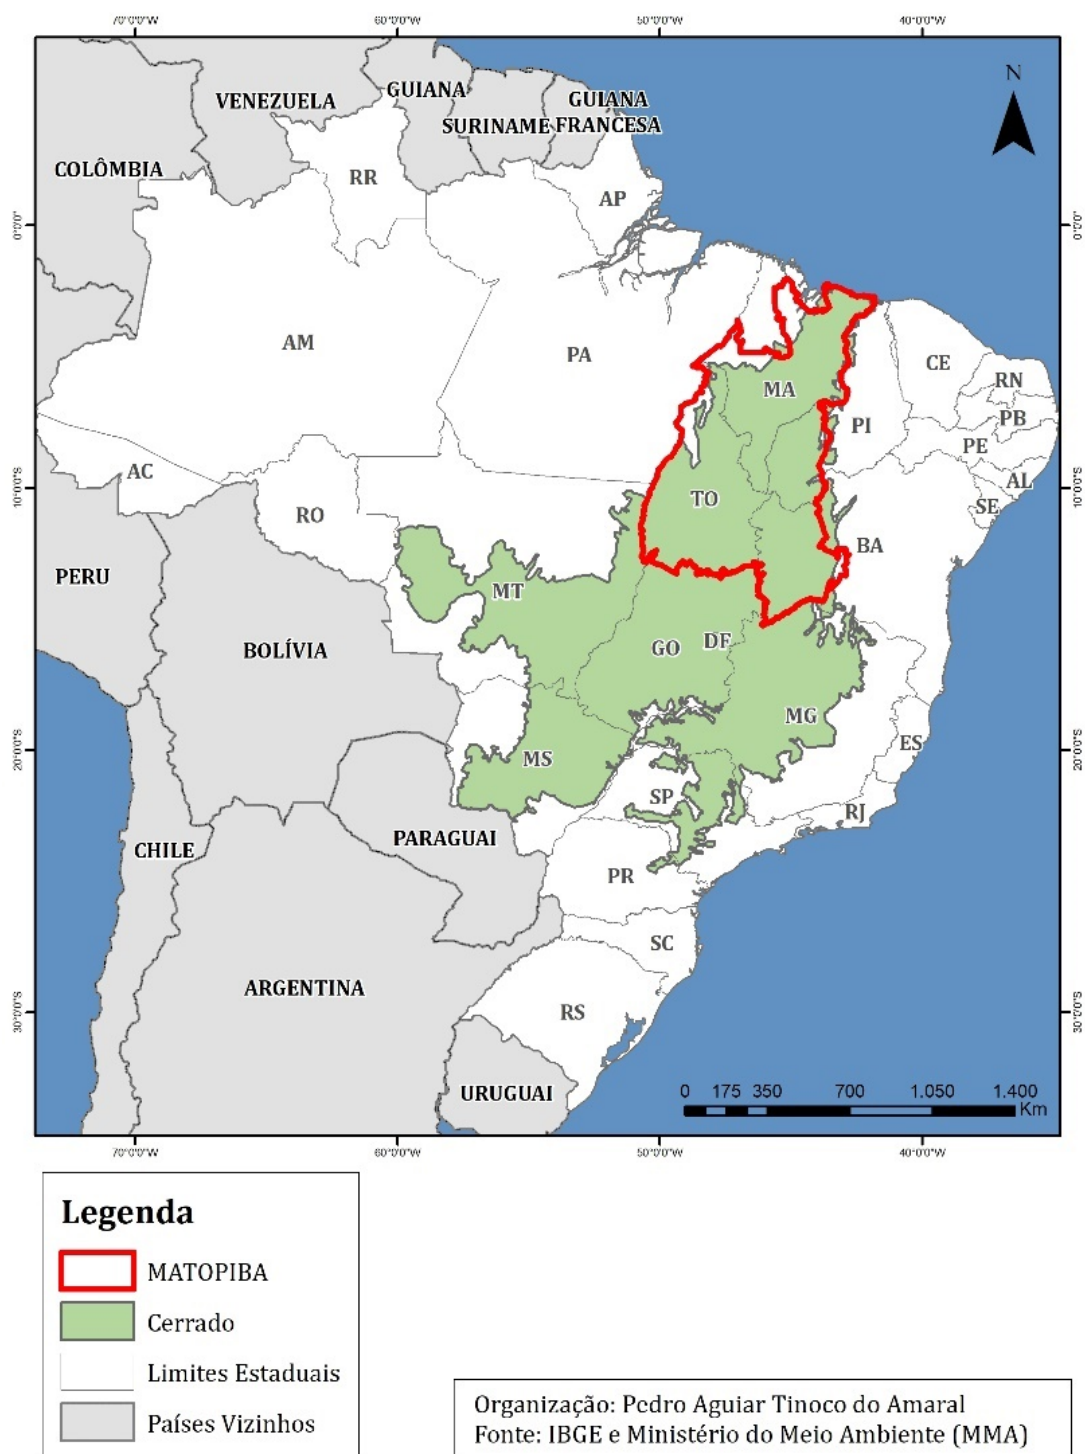 70°0'0"W 60°0'0"W 50°0'0"W 40°0'0"W
N
GUIANA
VENEZUELA
GUIANA
FRANCESA
SURINAME
COLÔMBIA
RR
AP
0°0'0" 0°0'0"
AM
PA
CE
RN
MA
PB
PI
PE
AC
AL
TO
10°0'0"S 10°0'0"S
SE
RO
BA
PERU
MT
DF
GO
BOLÍVIA
MG
ES
20°0'0"S 20°0'0"S
MS
SP
RJ
PARAGUAI
CHILE
PR
SC
ARGENTINA
RS
30°0'0"S 30°0'0"S
URUGUAI
0 175 350 700 1.050 1.400
Km
70°0'0"W 60°0'0"W 50°0'0"W 40°0'0"W
Legenda
MATOPIBA
Cerrado
Limites Estaduais
Países Vizinhos
Organização: Pedro Aguiar Tinoco do Amaral
Fonte: IBGE e Ministério do Meio Ambiente (MMA)